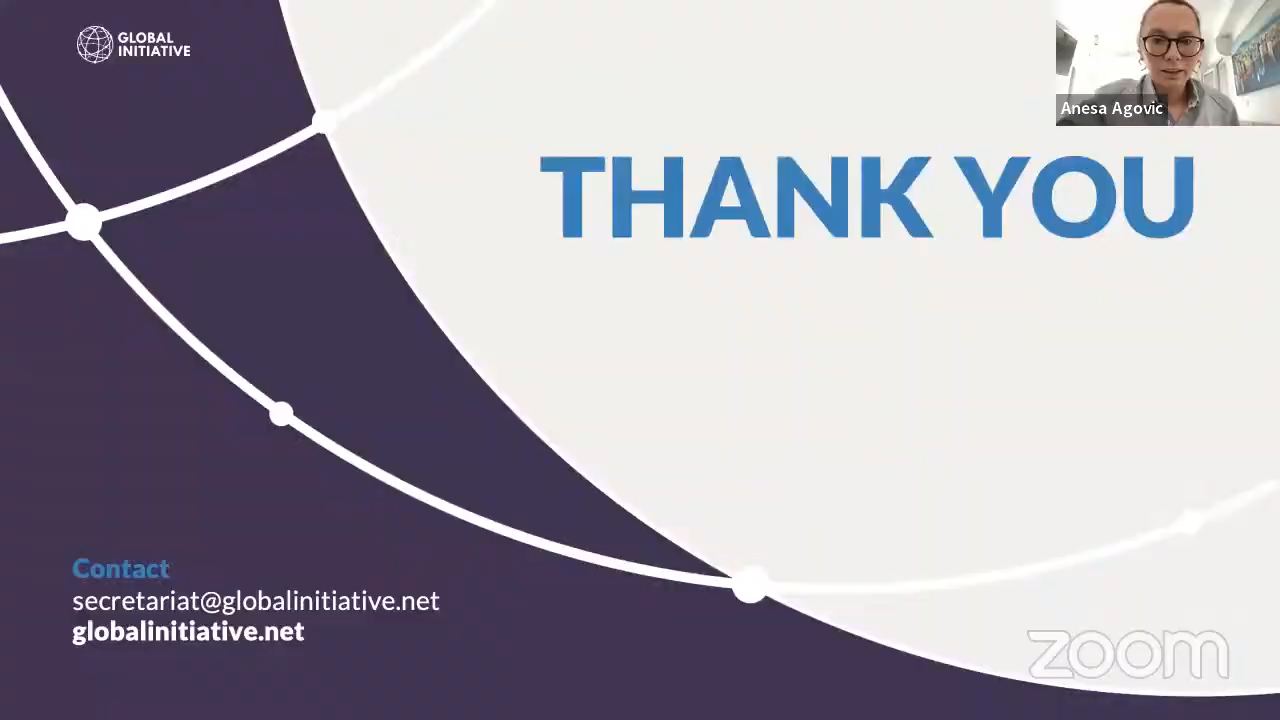 GLOBAL
INITIATIVE
Anesa Agovic
THANK YOU
Contact
secretariat@globalinitiative.net
globalinitiative.net
zoom